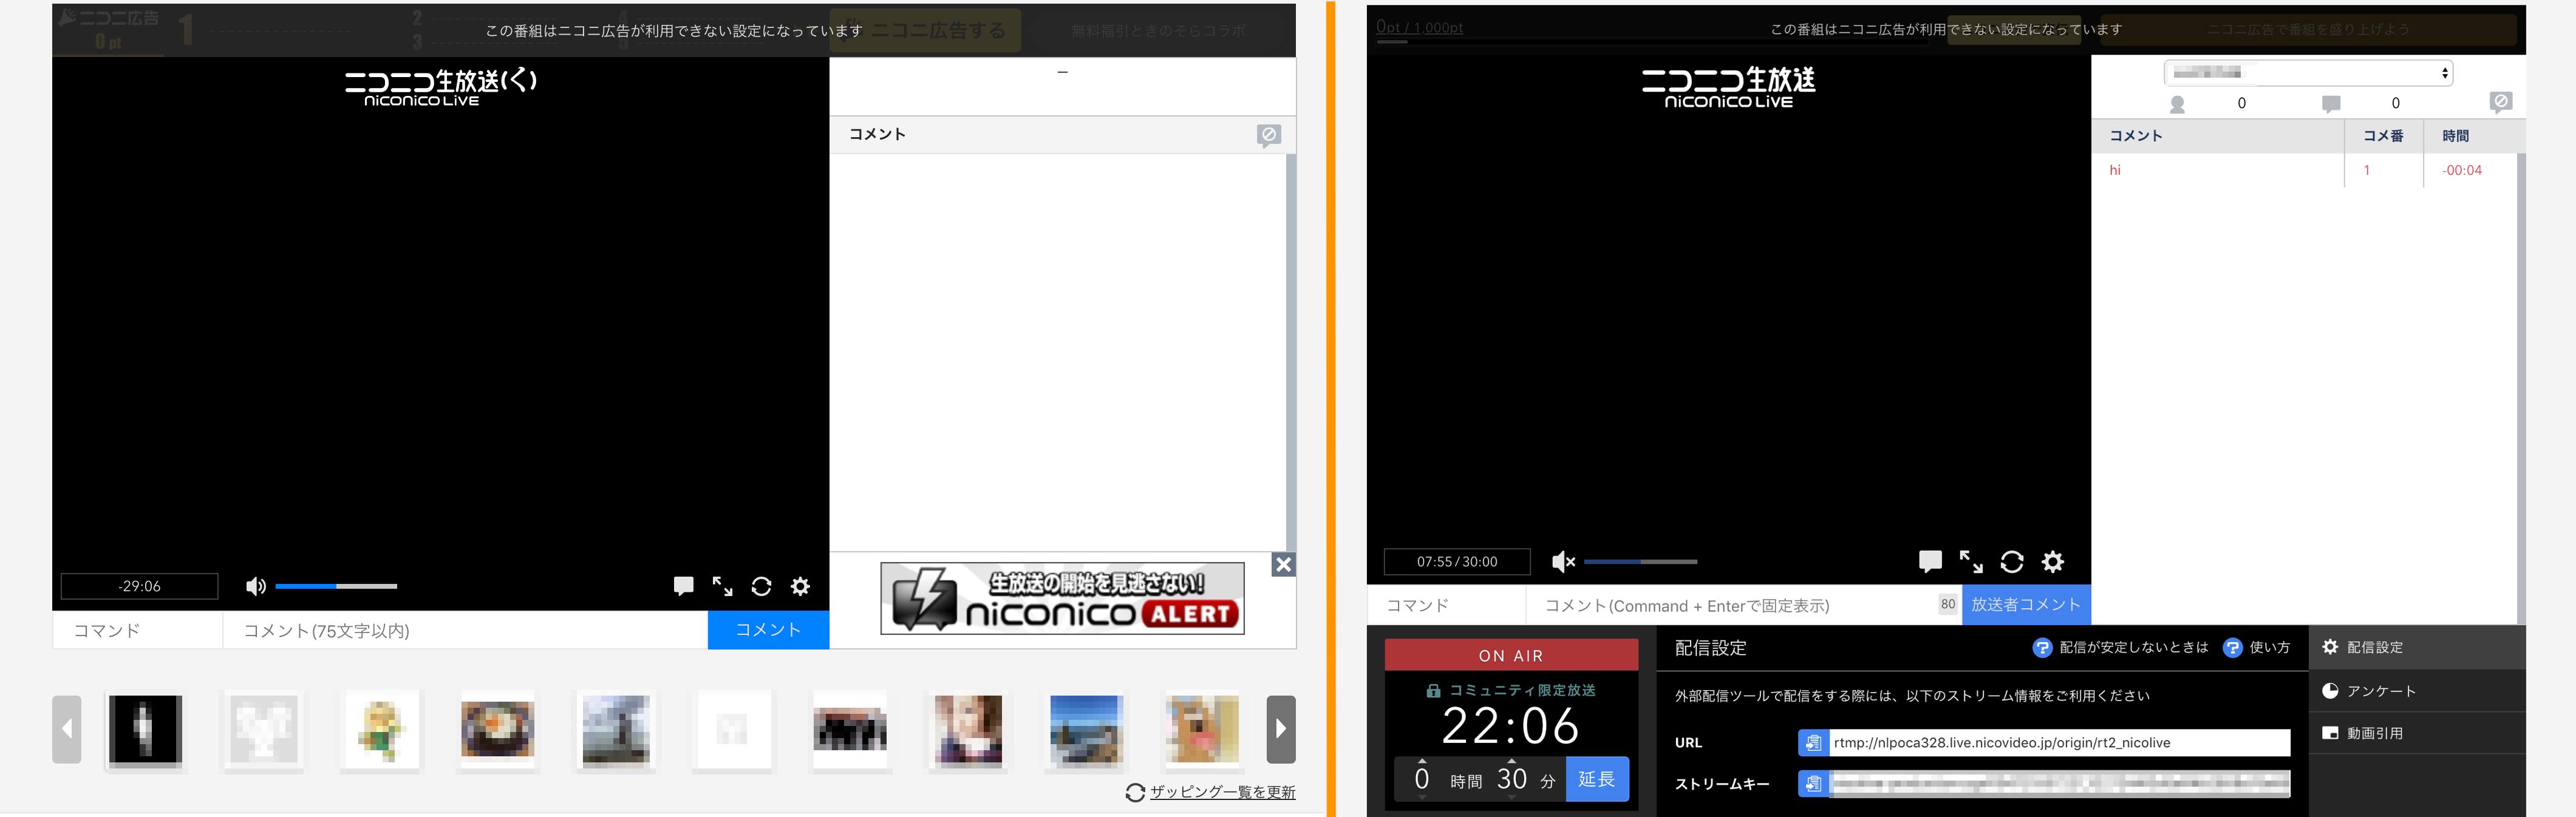 ニコニコ広告
0 pt
1
2
3
4
この番組はニコニ広告が利用できない設定になっています
ニコニ広告する
無料福引ときのそらコラボ
ニコニコ生放送(く)
niconico Live
–
コメント
-29:06
コマンド
コメント(75文字以内)
コメント
生放送の開始を見逃さない!
niconico ALERT
ザッピング一覧を更新
0pt / 1,000pt
この番組はニコニ広告が利用できない設定になっています
ニコニ広告で番組を盛り上げよう
ニコニコ生放送
niconico Live
0
0
コメント
コメ番
時間
hi
1
-00:04
07:55 / 30:00
コマンド
コメント(Command + Enterで固定表示)
80
放送者コメント
ON AIR
コミュニティ限定放送
22:06
0 時間 30 分 延長
配信設定
配信が安定しないときは
使い方
外部配信ツールで配信をする際には、以下のストリーム情報をご利用ください
URL
rtmp://nlpoca328.live.nicovideo.jp/origin/rt2_nicolive
ストリームキー
配信設定
アンケート
動画引用